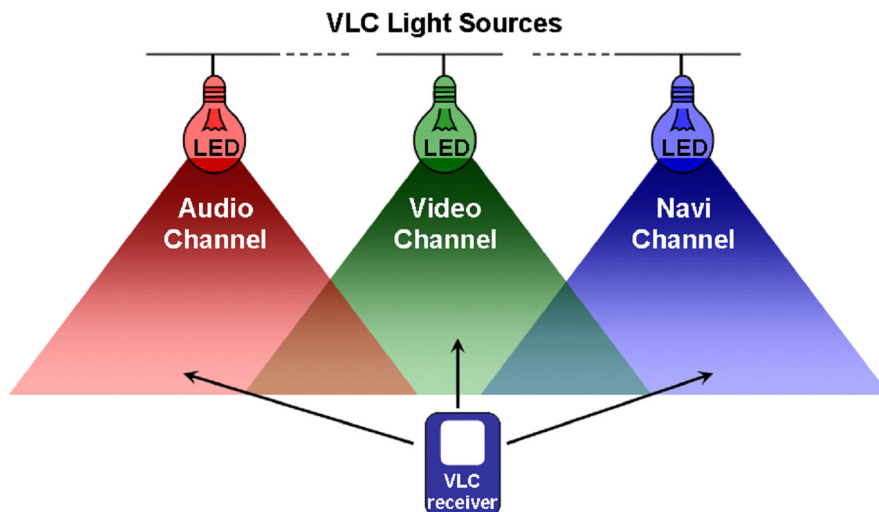 VLC Light Sources
LED
LED
LED
Audio
Channel
Video
Channel
Navi
Channel
VLC
receiver